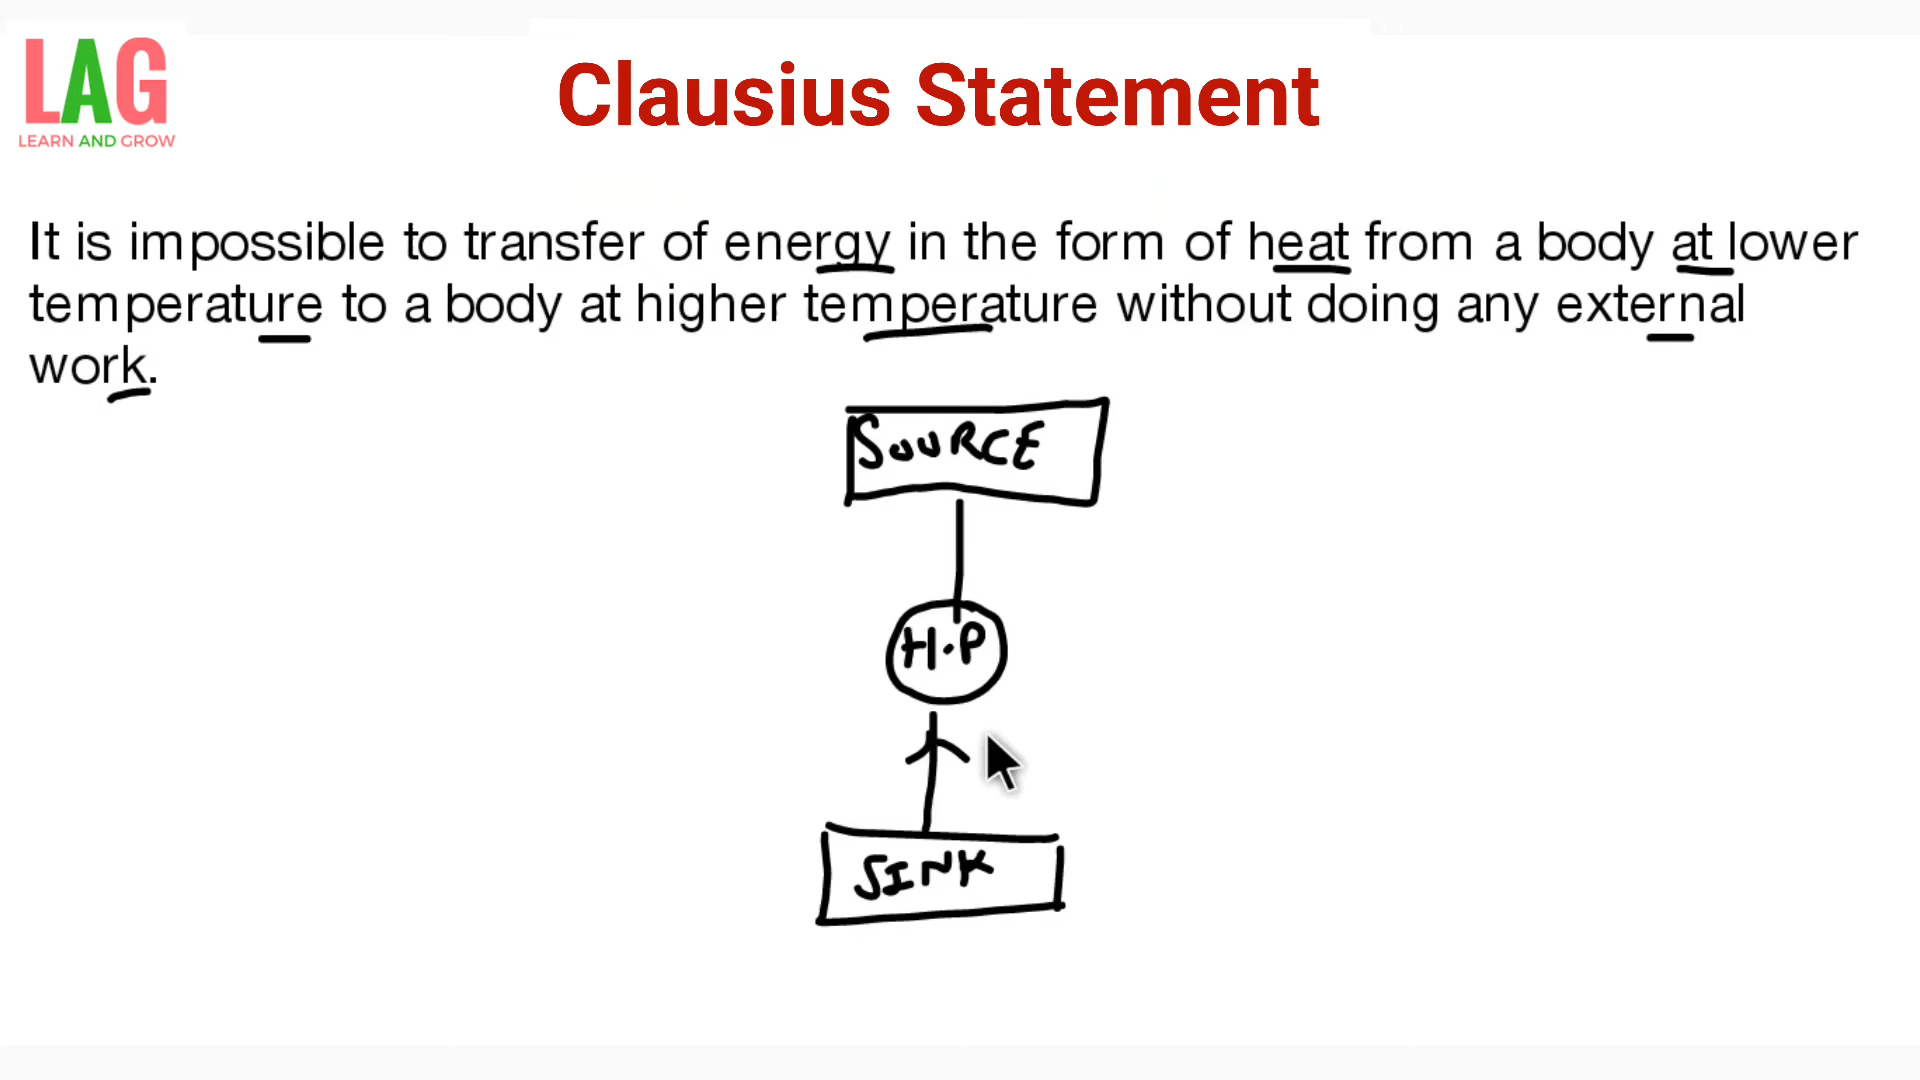 LAG
LEARN AND GROW
Clausius Statement
It is impossible to transfer of energy in the form of heat from a body at lower
temperature to a body at higher temperature without doing any external
work.
SOURCE
H.P
SINK